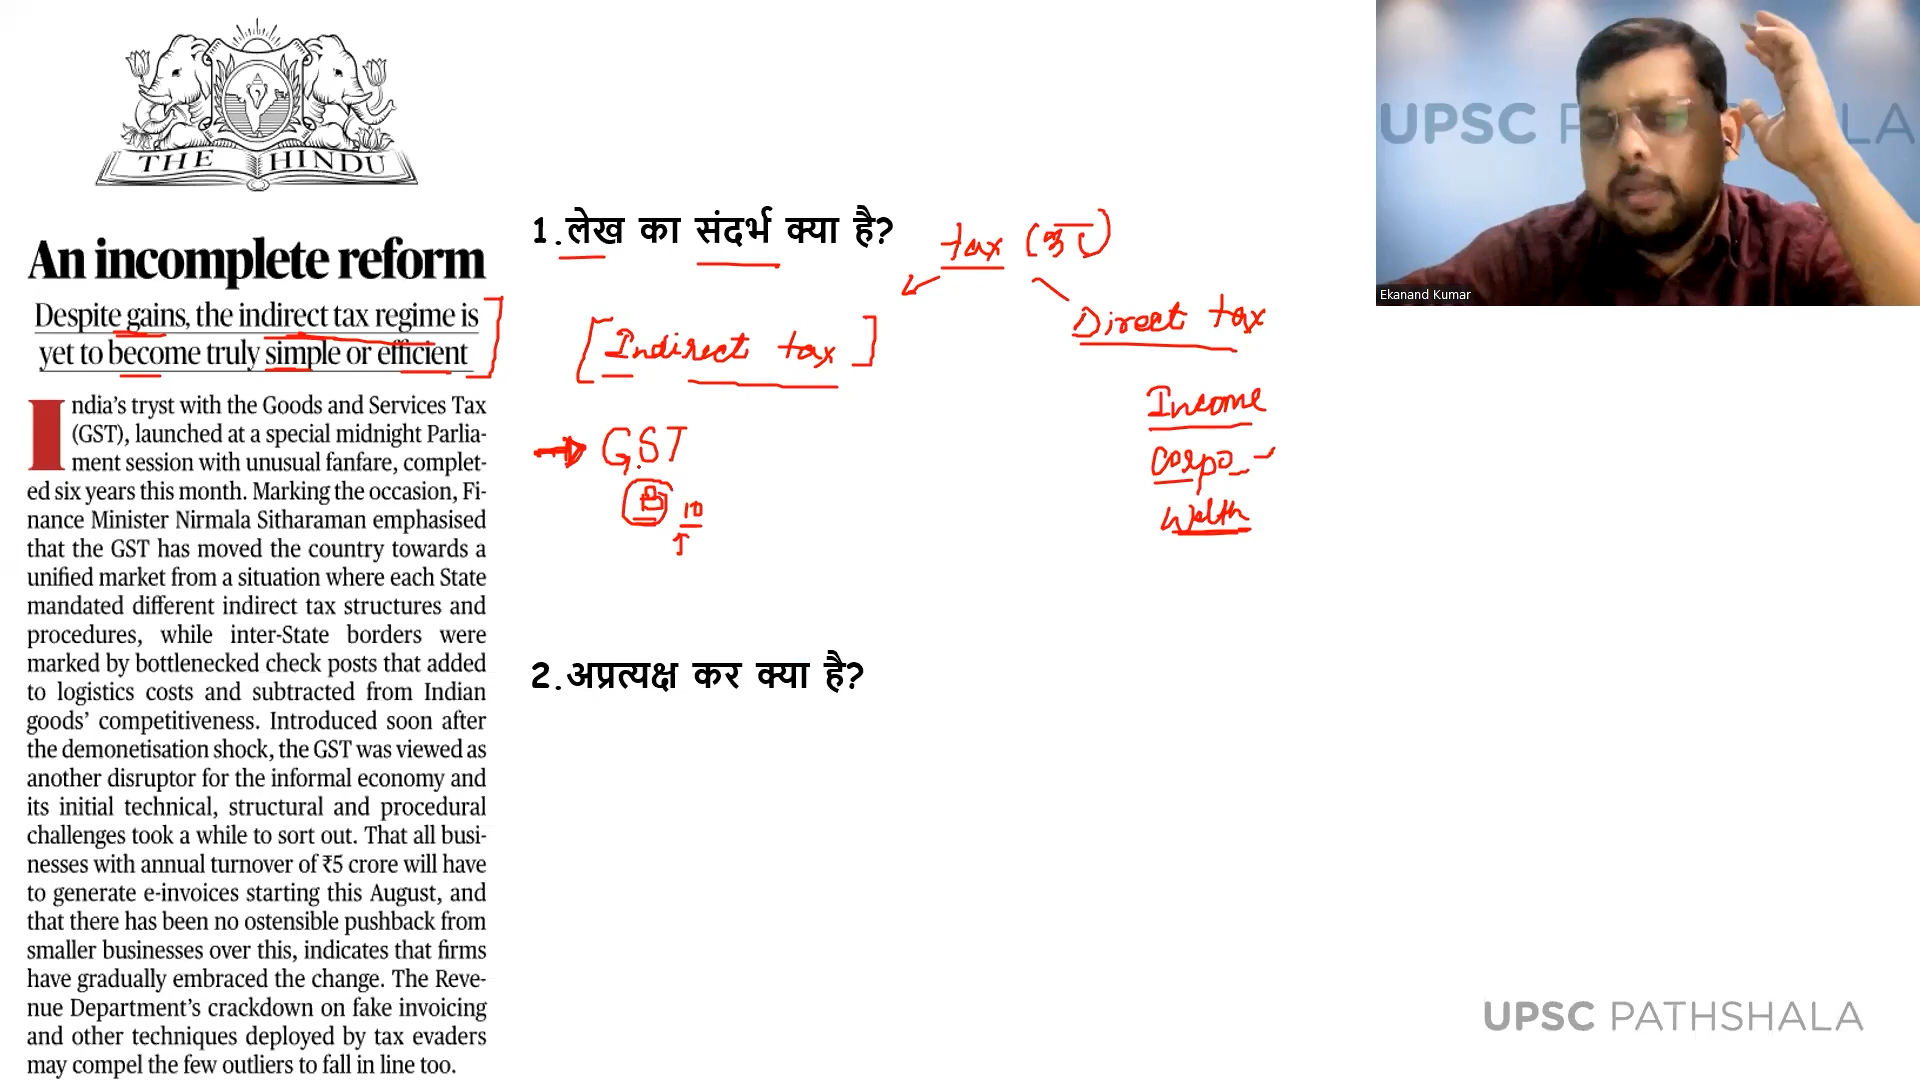 THE HINDU
An incomplete reform
Despite gains, the indirect tax regime is
yet to become truly simple or efficient
India's tryst with the Goods and Services Tax
(GST), launched at a special midnight Parlia-
ment session with unusual fanfare, complet-
ed six years this month. Marking the occasion, Fi-
nance Minister Nirmala Sitharaman emphasised
that the GST has moved the country towards a
unified market from a situation where each State
mandated different indirect tax structures and
procedures, while inter-State borders were
marked by bottlenecked check posts that added
to logistics costs and subtracted from Indian
goods' competitiveness. Introduced soon after
the demonetisation shock, the GST was viewed as
another disruptor for the informal economy and
its initial technical, structural and procedural
challenges took a while to sort out. That all busi-
nesses with annual turnover of ₹5 crore will have
to generate e-invoices starting this August, and
that there has been no ostensible pushback from
smaller businesses over this, indicates that firms
have gradually embraced the change. The Reve-
nue Department's crackdown on fake invoicing
and other techniques deployed by tax evaders
may compel the few outliers to fall in line too.
1.लेख का संदर्भ क्या है?
tax (कर)
[Indirect tax]
Direct tax
GST
10
Income
Corpo
Welth
2.अप्रत्यक्ष कर क्या है?
UPSC PATHSHALA
Ekanand Kumar
UPSC PATHSHALA